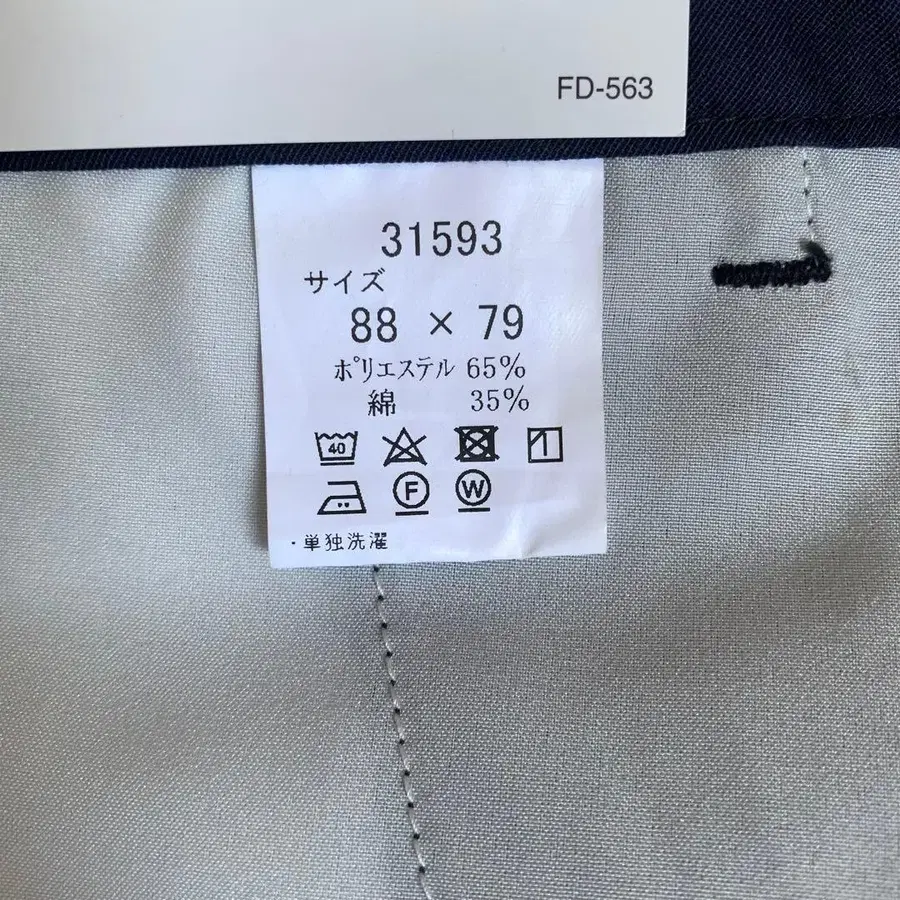 FD-563
31593
サイズ
88 × 79
ポリエステル 65%
綿 35%
40
F W
・単独洗濯